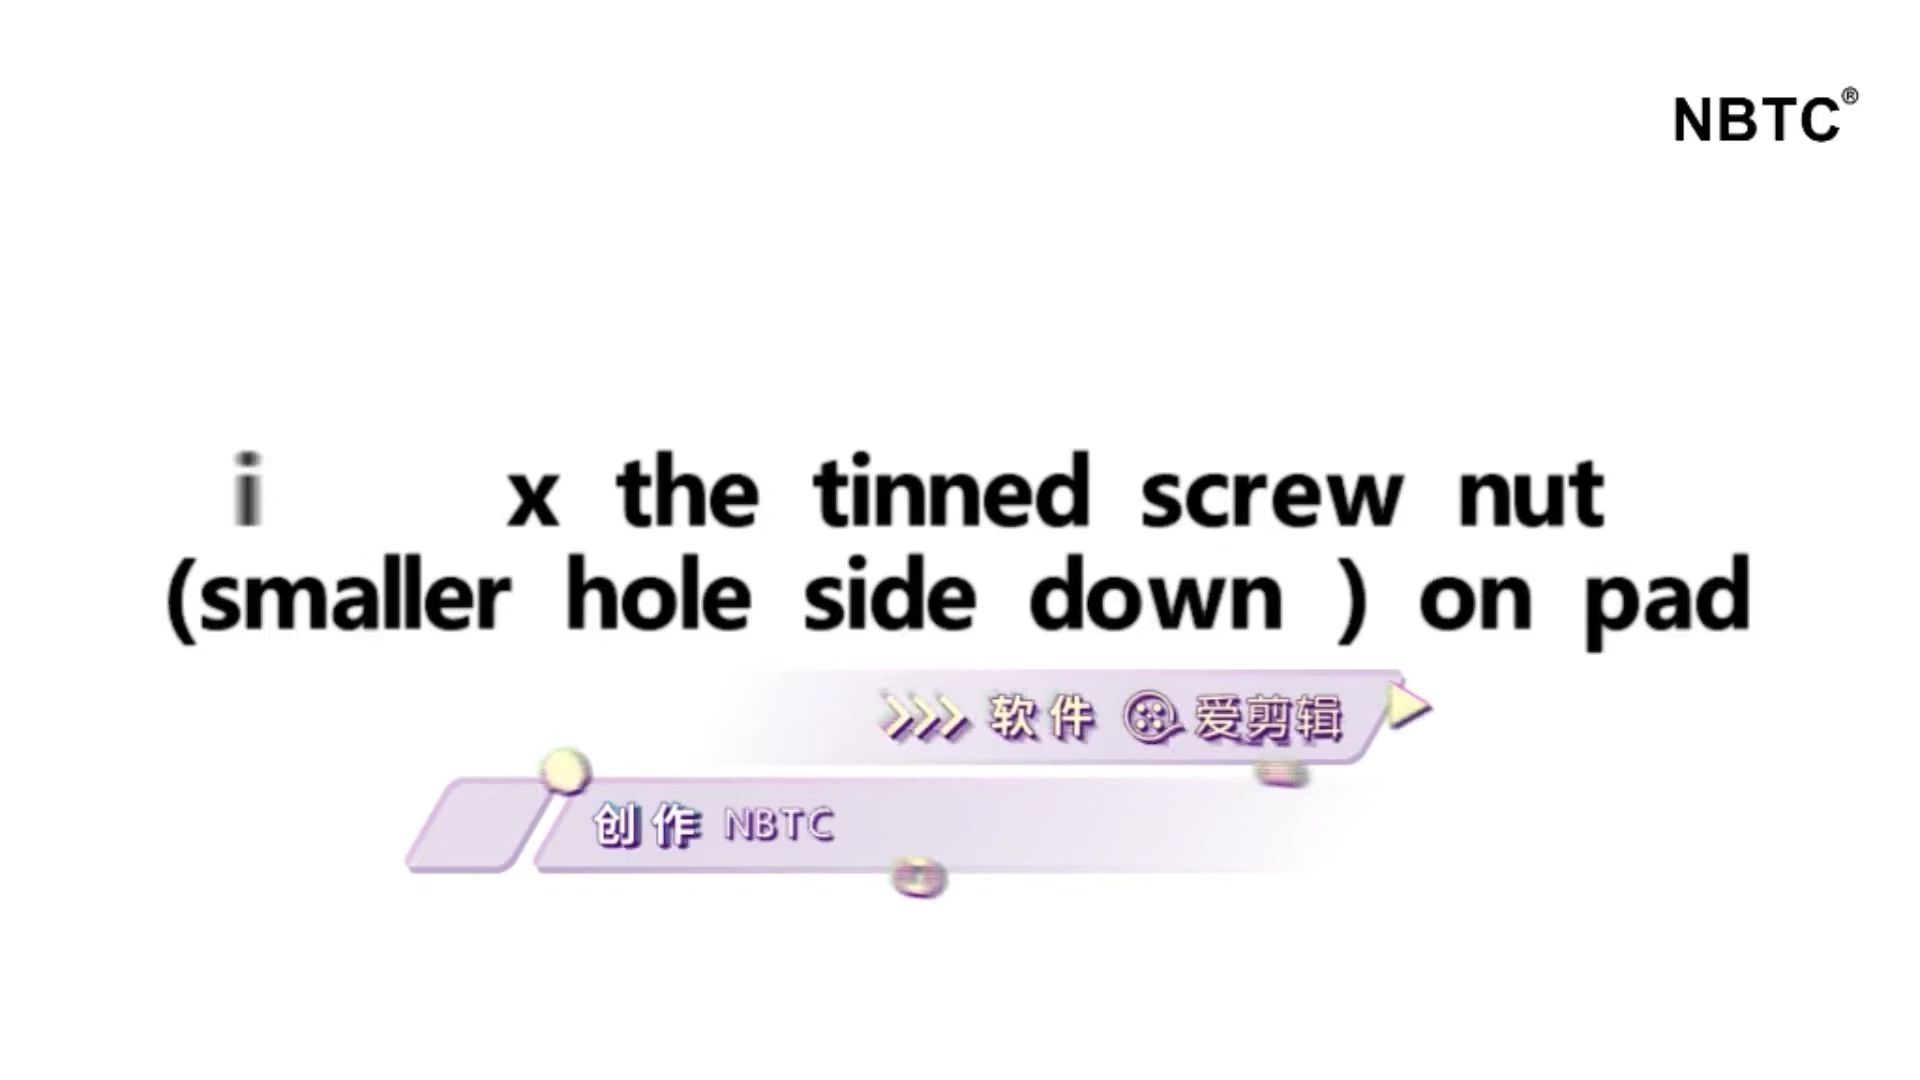 NBTC®
i x the tinned screw nut
(smaller hole side down ) on pad
>>> 软件 爱剪辑
创作 NBTC